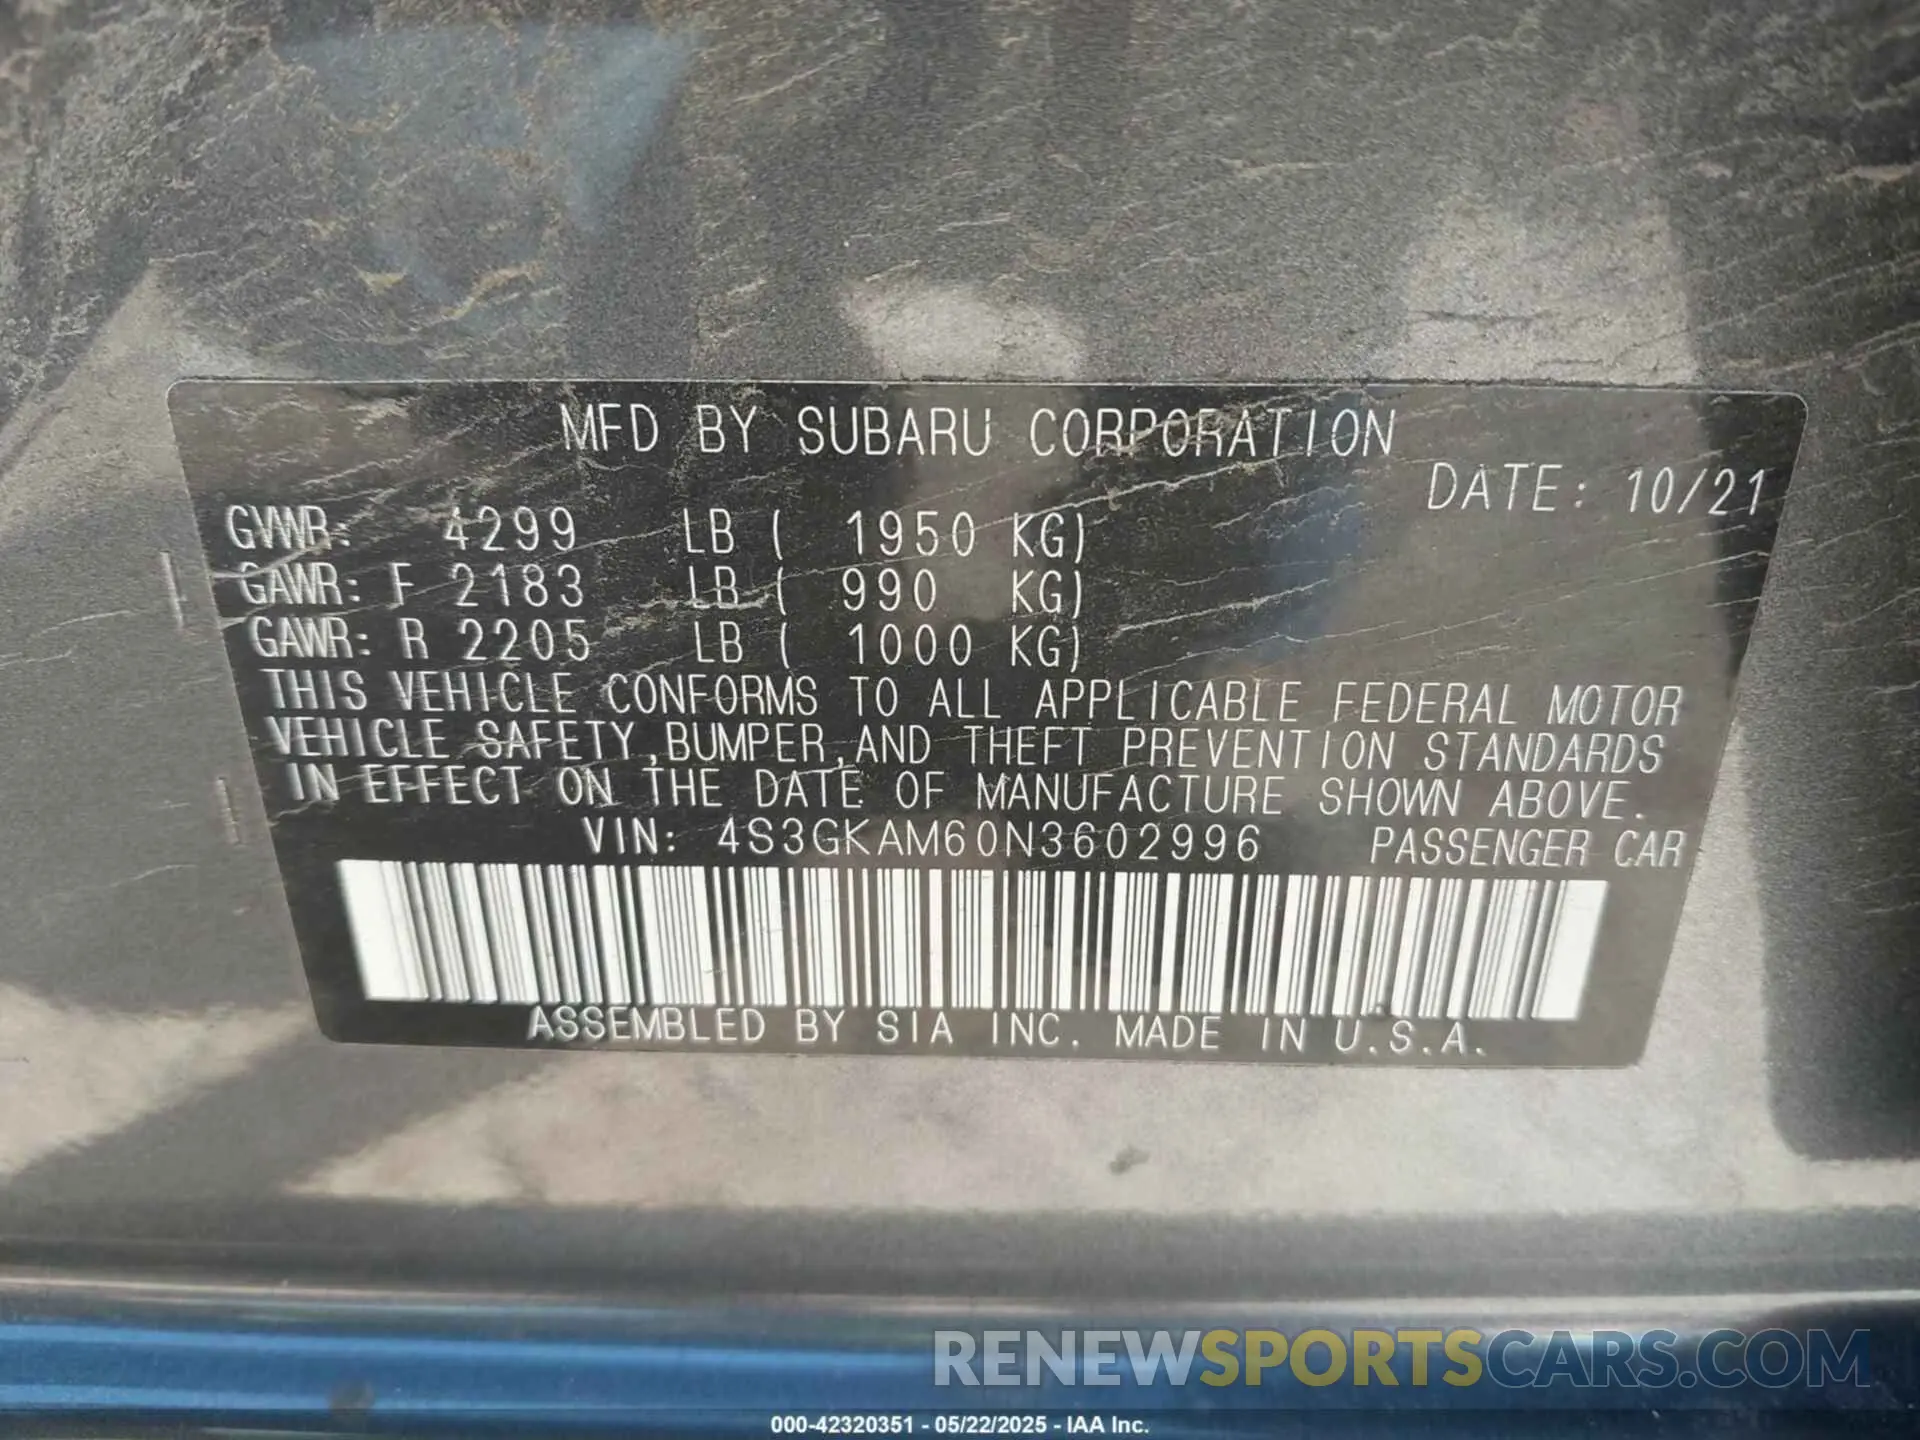 MFD BY SUBARU CORPORATION
DATE: 10/21
GVWR: 4299 LB ( 1950 KG)
GAWR: F 2183 LB ( 990 KG)
GAWR: R 2205 LB ( 1000 KG)
THIS VEHICLE CONFORMS TO ALL APPLICABLE FEDERAL MOTOR
VEHICLE SAFETY,BUMPER,AND THEFT PREVENTION STANDARDS
IN EFFECT ON THE DATE OF MANUFACTURE SHOWN ABOVE.
VIN: 4S3GKAM60N3602996 PASSENGER CAR
ASSEMBLED BY SIA INC. MADE IN U.S.A.
RENEWSPORTSCARS.COM
000-42320351 - 05/22/2025 - IAA Inc.